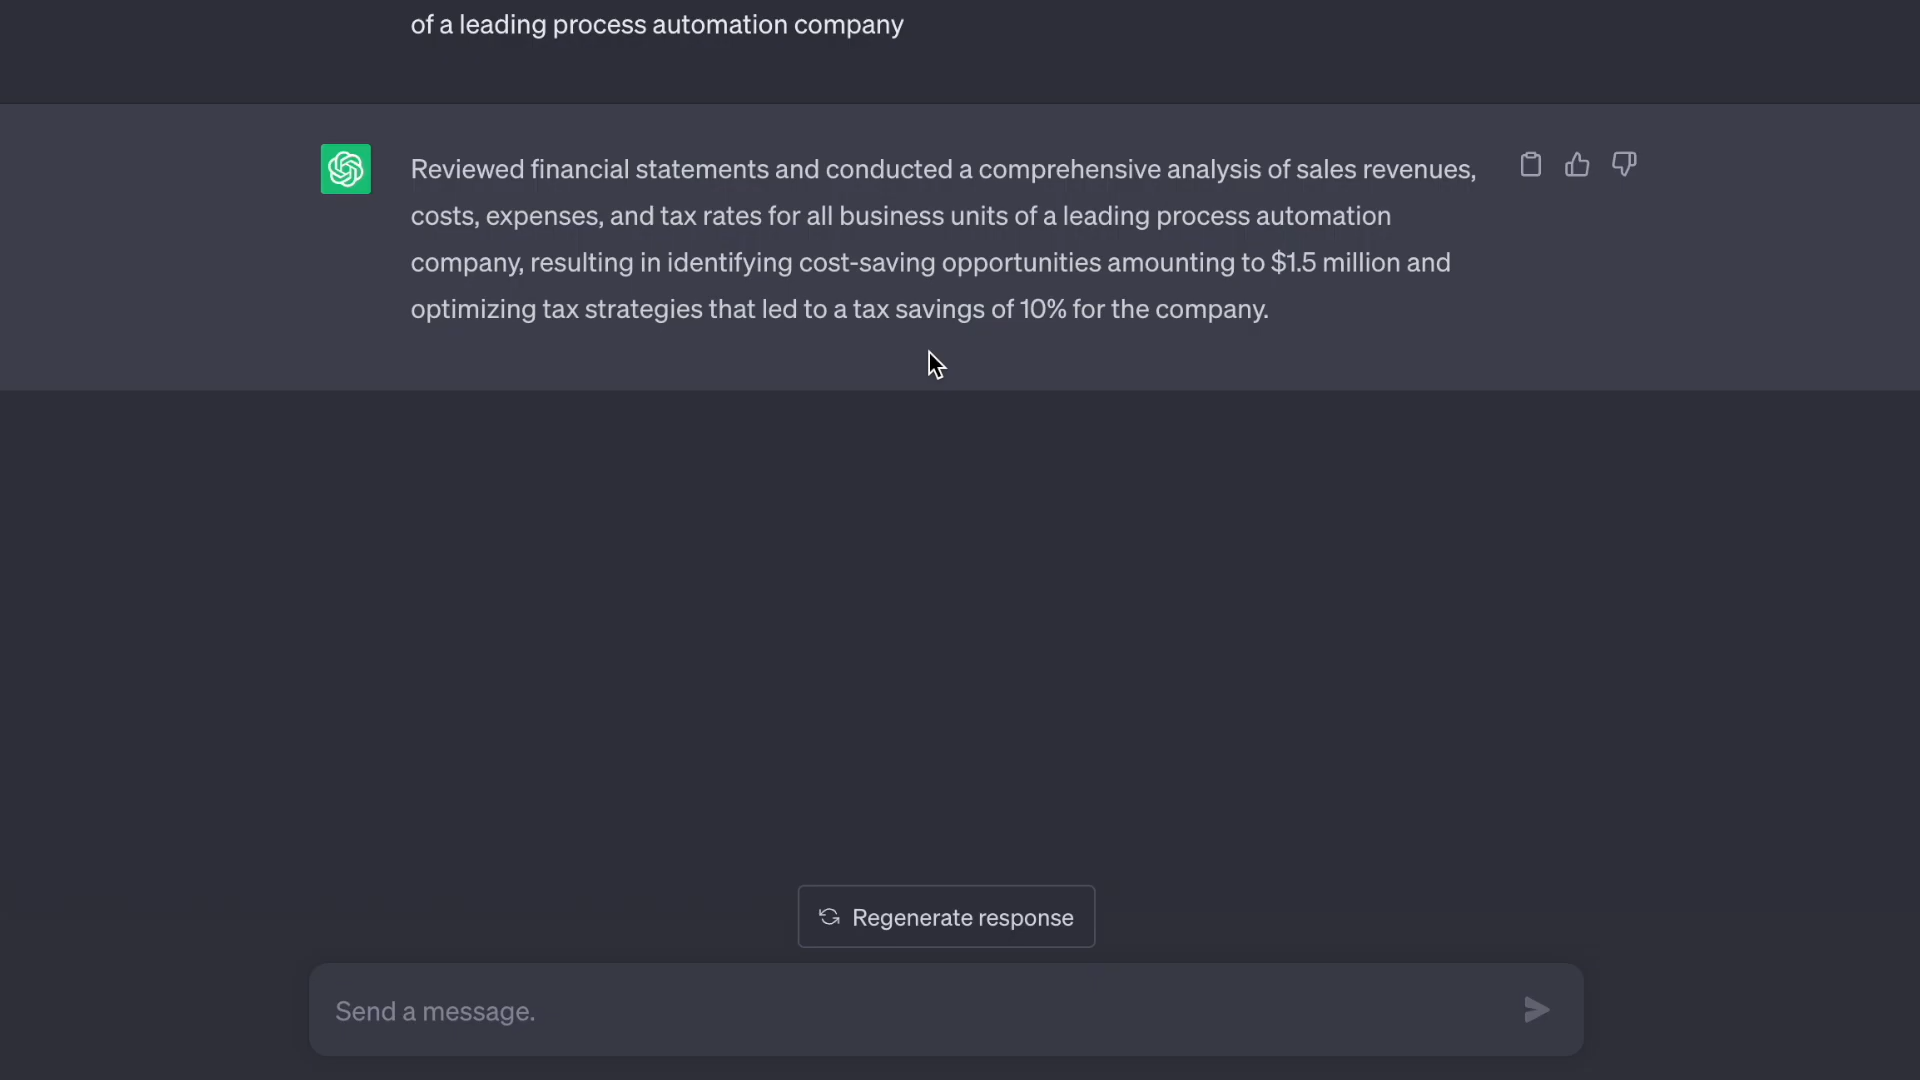 of a leading process automation company
Reviewed financial statements and conducted a comprehensive analysis of sales revenues,
costs, expenses, and tax rates for all business units of a leading process automation
company, resulting in identifying cost-saving opportunities amounting to $1.5 million and
optimizing tax strategies that led to a tax savings of 10% for the company.
Regenerate response
Send a message.